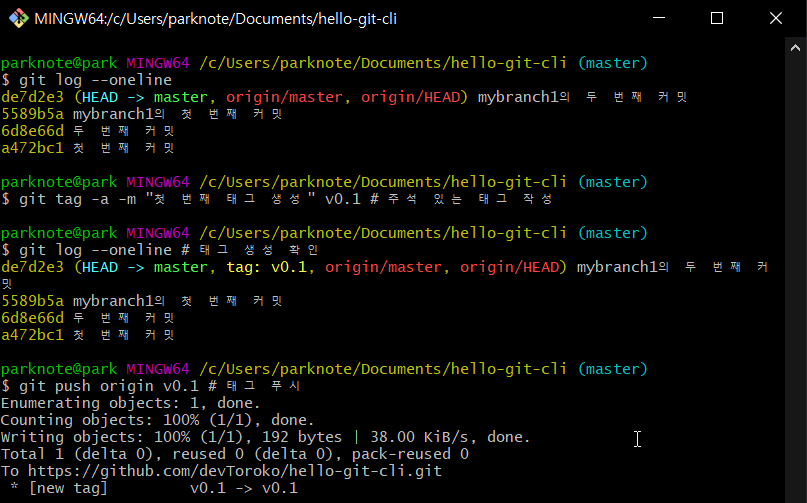 MINGW64:/c/Users/parknote/Documents/hello-git-cli
parknote@park MINGW64 /c/Users/parknote/Documents/hello-git-cli (master)
$ git log --oneline
de7d2e3 (HEAD -> master, origin/master, origin/HEAD) mybranch1의 두 번째 커밋
5589b5a mybranch1의 첫 번째 커밋
6d8e66d 두 번째 커밋
a472bc1 첫 번째 커밋
parknote@park MINGW64 /c/Users/parknote/Documents/hello-git-cli (master)
$ git tag -a -m "첫 번째 태그 생성" v0.1 # 주석 있는 태그 작성
parknote@park MINGW64 /c/Users/parknote/Documents/hello-git-cli (master)
$ git log --oneline # 태그 생성 확인
de7d2e3 (HEAD -> master, tag: v0.1, origin/master, origin/HEAD) mybranch1의 두 번째 커
밋
5589b5a mybranch1의 첫 번째 커밋
6d8e66d 두 번째 커밋
a472bc1 첫 번째 커밋
parknote@park MINGW64 /c/Users/parknote/Documents/hello-git-cli (master)
$ git push origin v0.1 # 태그 푸시
Enumerating objects: 1, done.
Counting objects: 100% (1/1), done.
Writing objects: 100% (1/1), 192 bytes | 38.00 KiB/s, done.
Total 1 (delta 0), reused 0 (delta 0), pack-reused 0
To https://github.com/devToroko/hello-git-cli.git
 * [new tag]         v0.1 -> v0.1